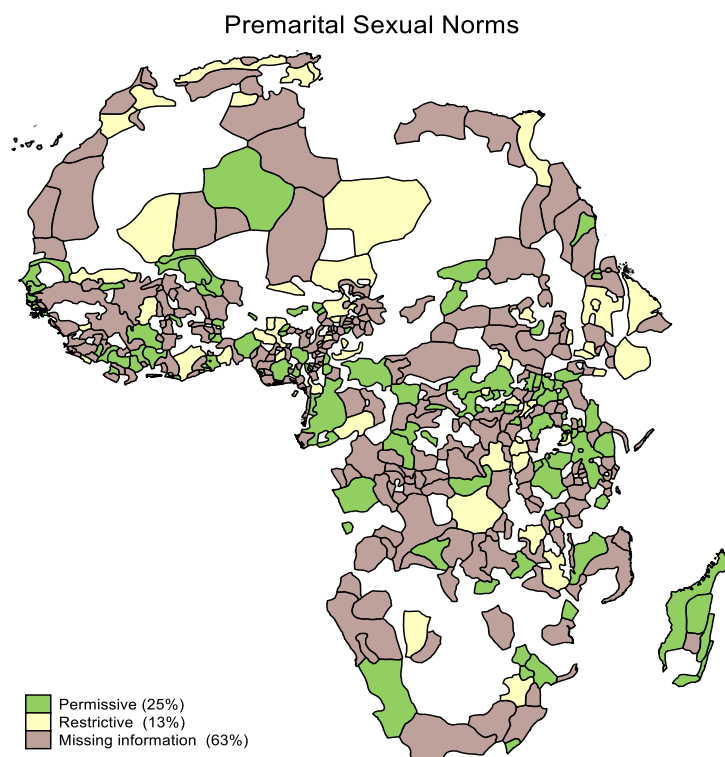 Premarital Sexual Norms
Permissive (25%)
Restrictive (13%)
Missing information (63%)